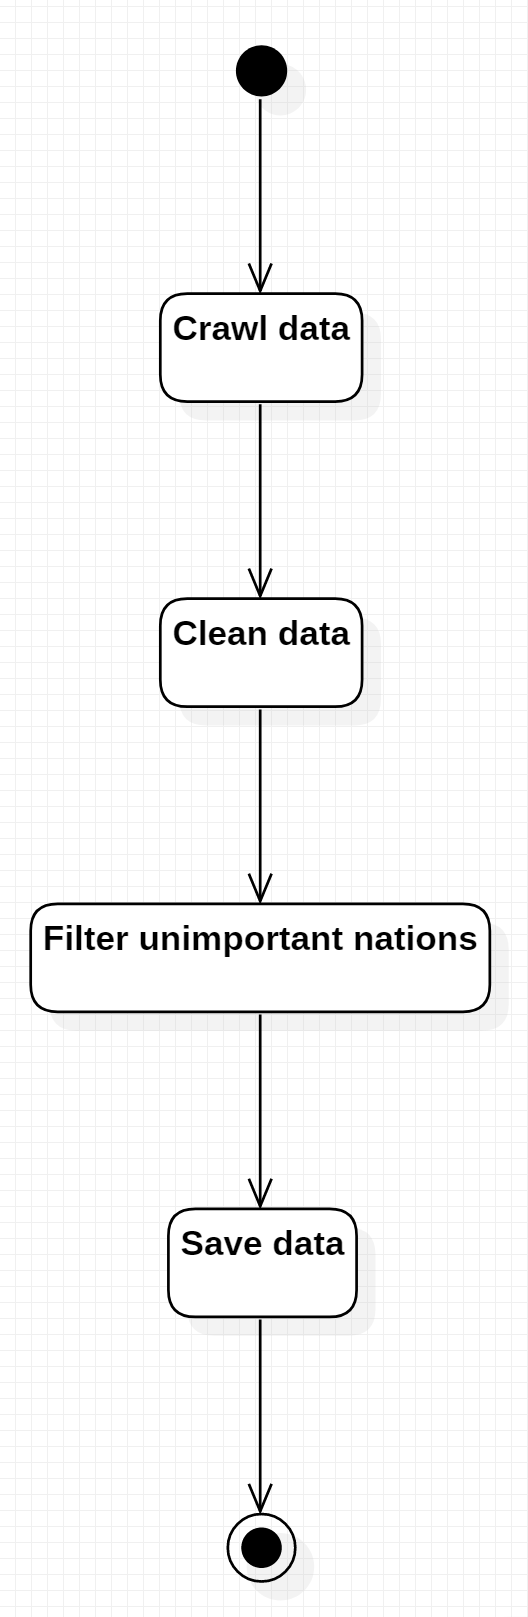 Crawl data
Clean data
Filter unimportant nations
Save data